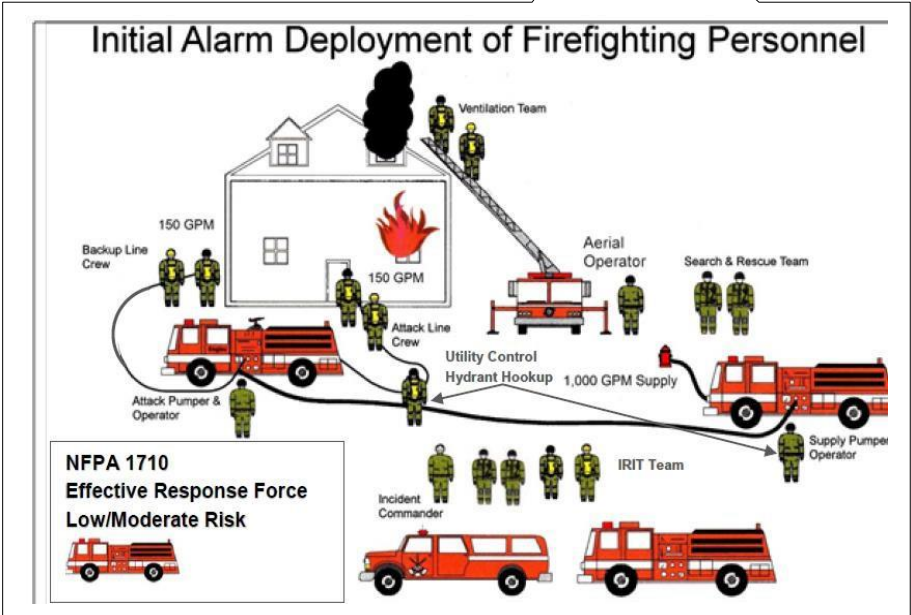 Initial Alarm Deployment of Firefighting Personnel
Ventilation Team
150 GPM
Backup Line
Crew
Aerial
Operator
Search & Rescue Team
150 GPM
Attack Line
Crew
Utility Control
Hydrant Hookup
1,000 GPM Supply
Attack Pumper &
Operator
Supply Pumper
Operator
IRIT Team
Incident
Commander
NFPA 1710
Effective Response Force
Low/Moderate Risk